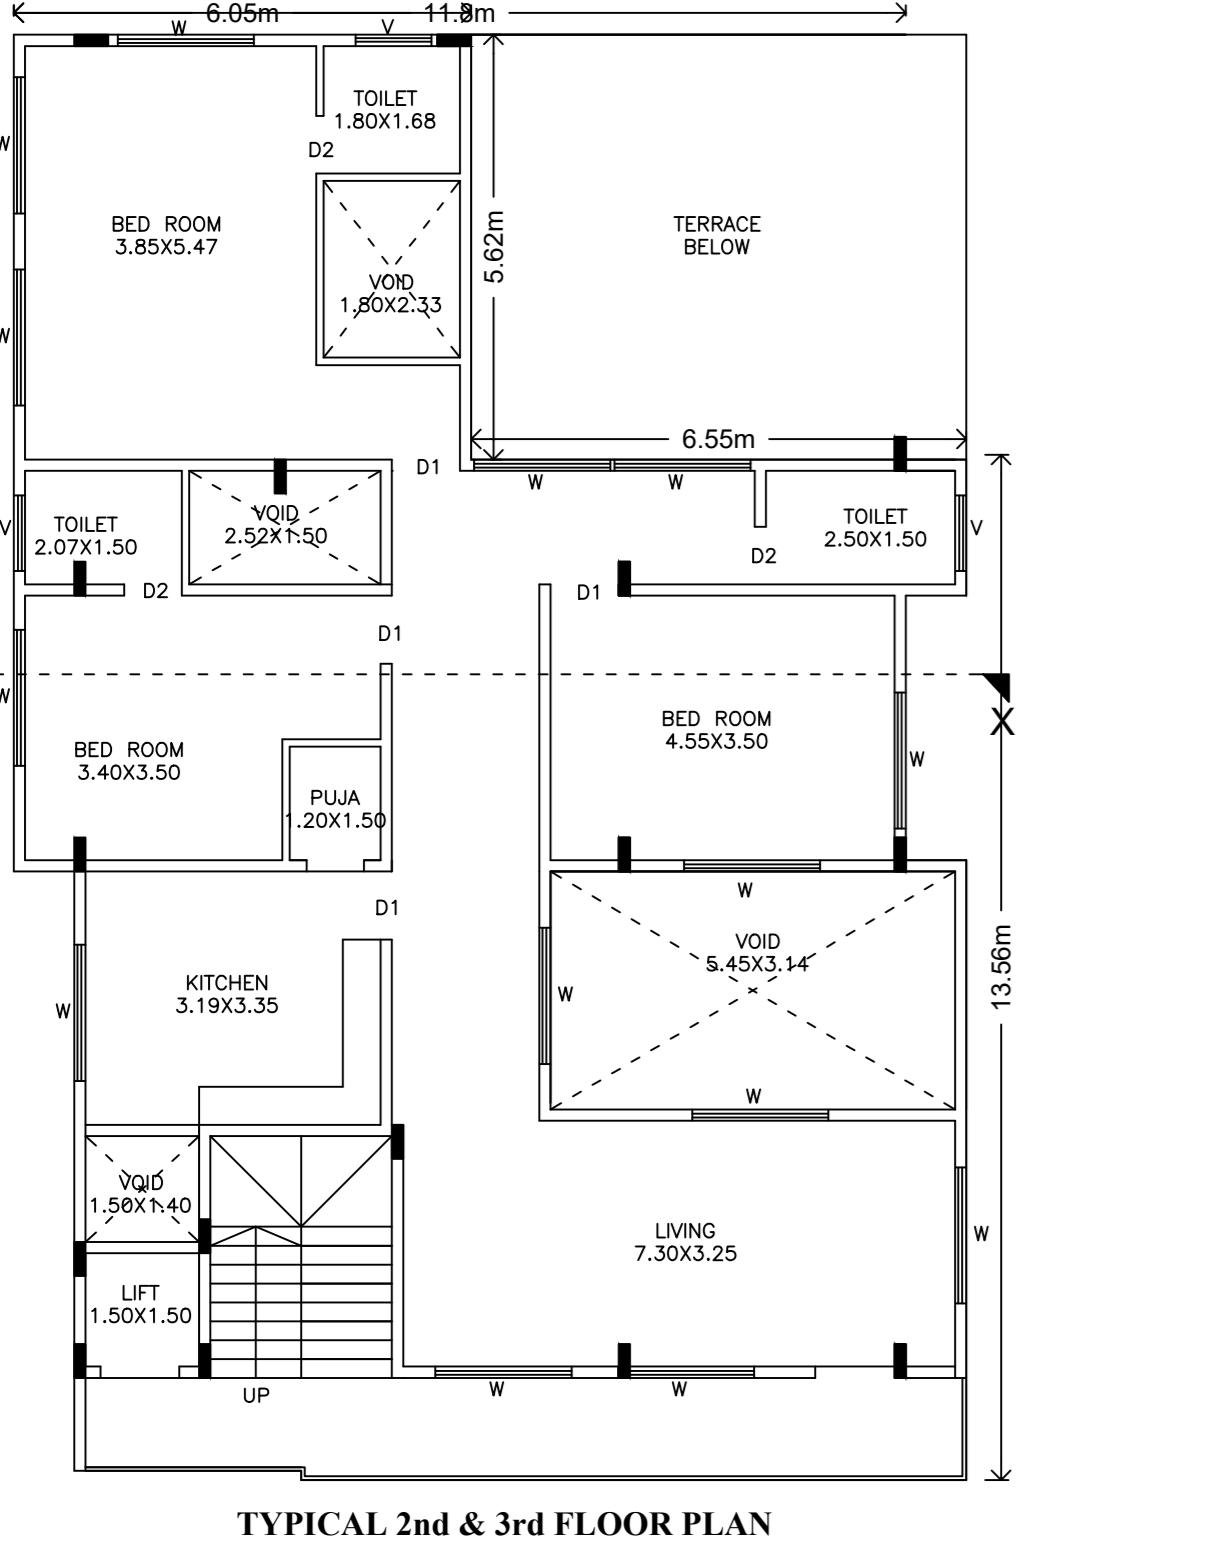 6.05m
11.8m
W
V
TOILET
1.80X1.68
W
D2
BED ROOM
3.85X5.47
5.62m
TERRACE
BELOW
VOID
1.80X2.33
W
6.55m
D1
W
W
VOID
2.52X1.50
TOILET
2.07X1.50
V
TOILET
2.50X1.50
V
D2
D2
D1
D1
W
X
BED ROOM
4.55X3.50
BED ROOM
3.40X3.50
W
PUJA
1.20X1.50
W
D1
VOID
5.45X3.14
13.56m
KITCHEN
3.19X3.35
W
W
W
VOID
1.50X1.40
LIVING
7.30X3.25
W
LIFT
1.50X1.50
UP
W
W
TYPICAL 2nd & 3rd FLOOR PLAN